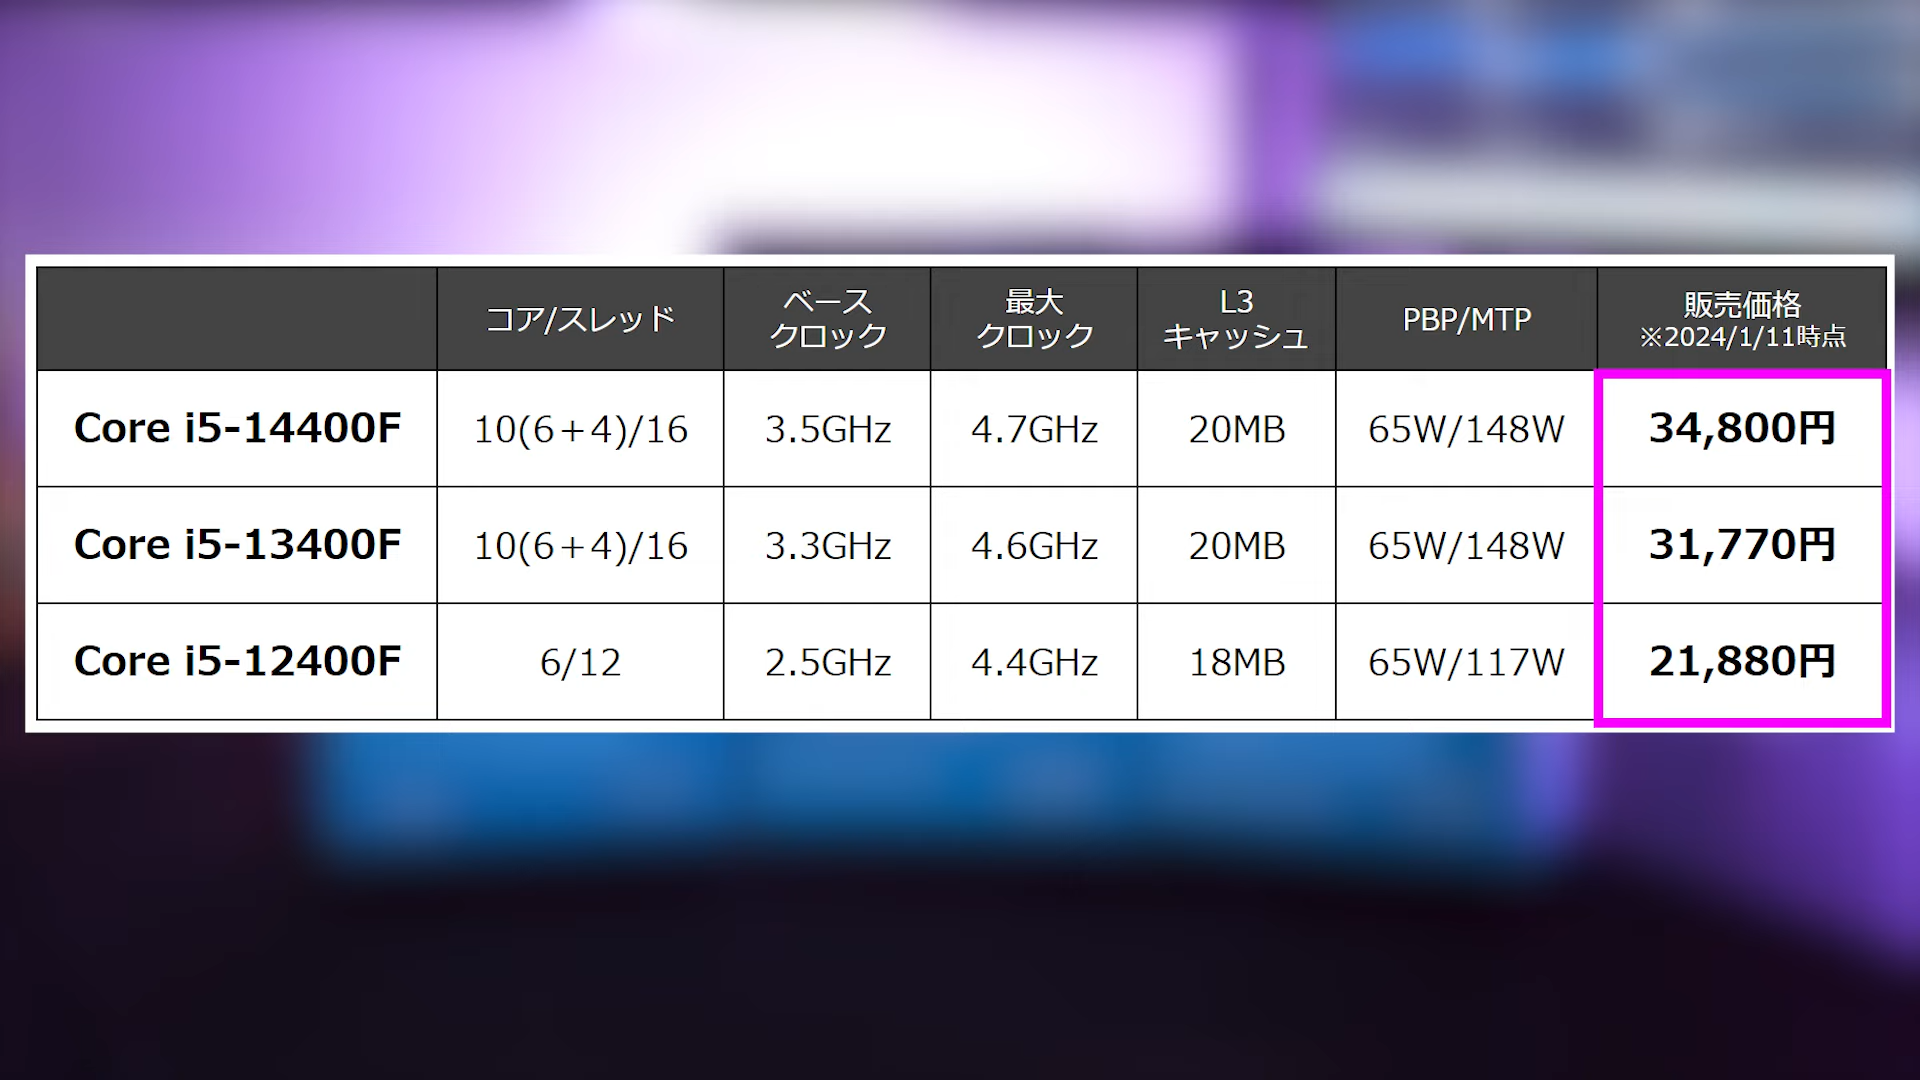 コア/スレッド
ベース
クロック
最大
クロック
L3
キャッシュ
PBP/MTP
販売価格
※2024/1/11時点
Core i5-14400F 10(6＋4)/16 3.5GHz 4.7GHz 20MB 65W/148W 34,800円
Core i5-13400F 10(6＋4)/16 3.3GHz 4.6GHz 20MB 65W/148W 31,770円
Core i5-12400F 6/12 2.5GHz 4.4GHz 18MB 65W/117W 21,880円